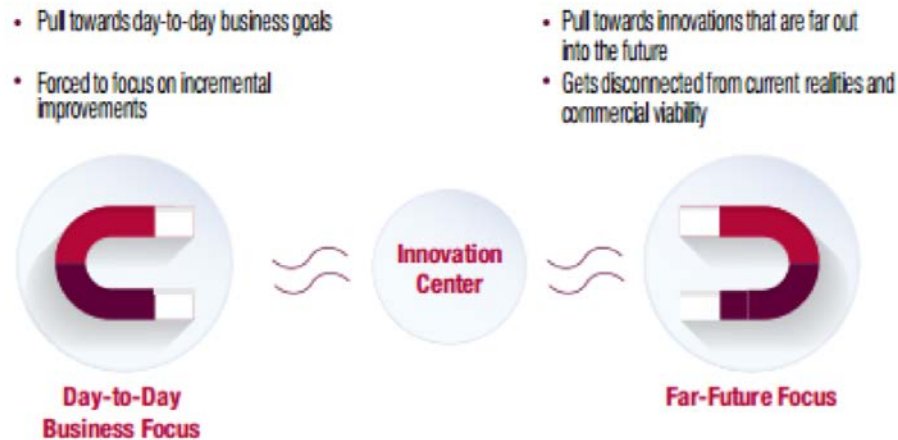 • Pull towards day-to-day business goals
• Forced to focus on incremental
improvements
• Pull towards innovations that are far out
into the future
• Gets disconnected from current realities and
commercial viability
Innovation
Center
Day-to-Day
Business Focus
Far-Future Focus